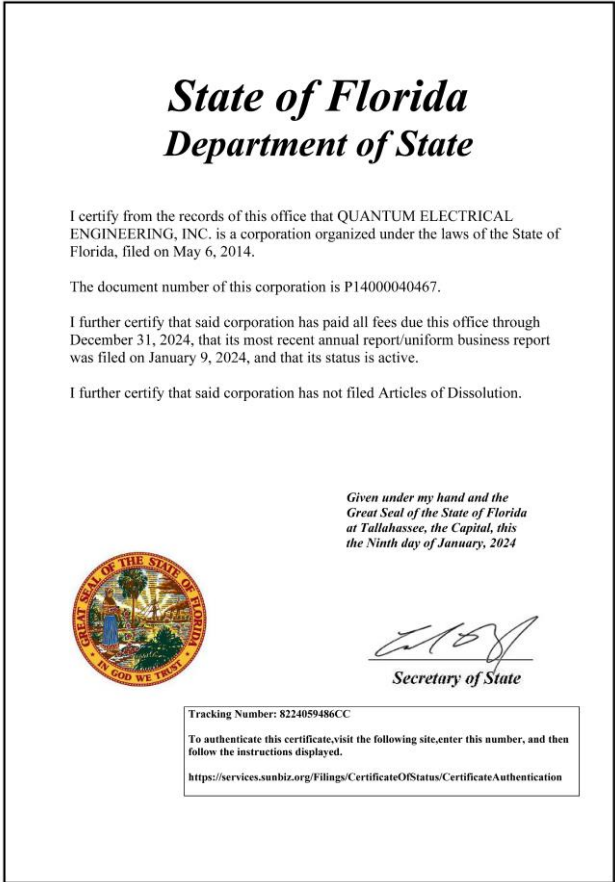 State of Florida
Department of State
I certify from the records of this office that QUANTUM ELECTRICAL
ENGINEERING, INC. is a corporation organized under the laws of the State of
Florida, filed on May 6, 2014.
The document number of this corporation is P14000040467.
I further certify that said corporation has paid all fees due this office through
December 31, 2024, that its most recent annual report/uniform business report
was filed on January 9, 2024, and that its status is active.
I further certify that said corporation has not filed Articles of Dissolution.
Given under my hand and the
Great Seal of the State of Florida
at Tallahassee, the Capital, this
the Ninth day of January, 2024
GREAT SEAL OF THE STATE OF FLORIDA
IN GOD WE TRUST
Secretary of State
Tracking Number: 8224059486CC
To authenticate this certificate,visit the following site,enter this number, and then
follow the instructions displayed.
https://services.sunbiz.org/Filings/CertificateOfStatus/CertificateAuthentication